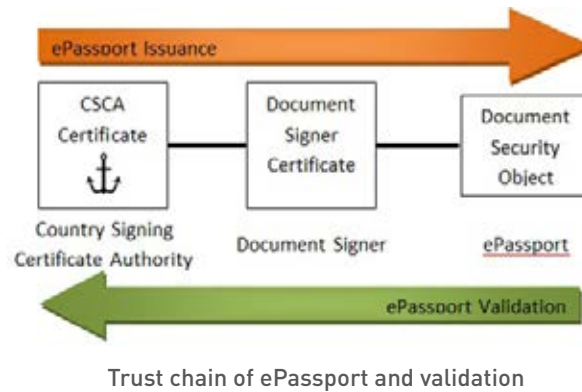 ePassport Issuance
CSCA
Certificate
Document
Signer
Certificate
Document
Security
Object
Country Signing
Certificate Authority
Document Signer
ePassport
ePassport Validation
Trust chain of ePassport and validation